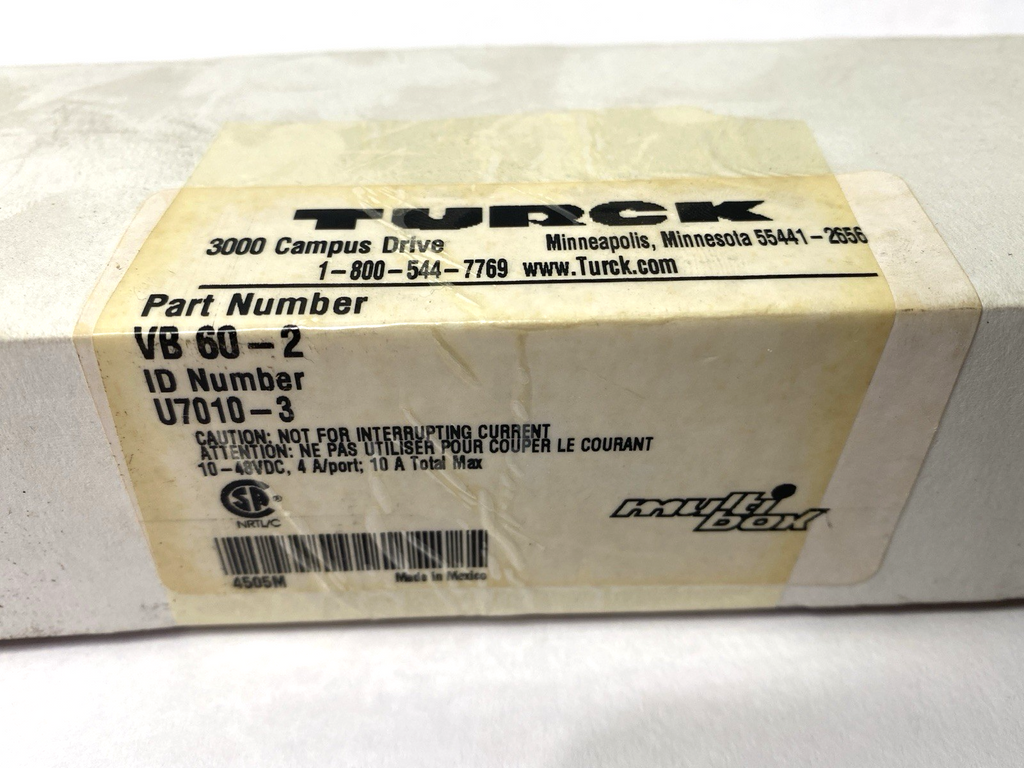 TURCK
3000 Campus Drive Minneapolis, Minnesota 55441-2656
1-800-544-7769 www.Turck.com
Part Number
VB 60-2
ID Number
U7010-3
CAUTION: NOT FOR INTERRUPTING CURRENT
ATTENTION: NE PAS UTILISER POUR COUPER LE COURANT
10-48VDC, 4 A/port; 10 A Total Max
SA ®
NRTL/C
multi box
4505M Made in Mexico